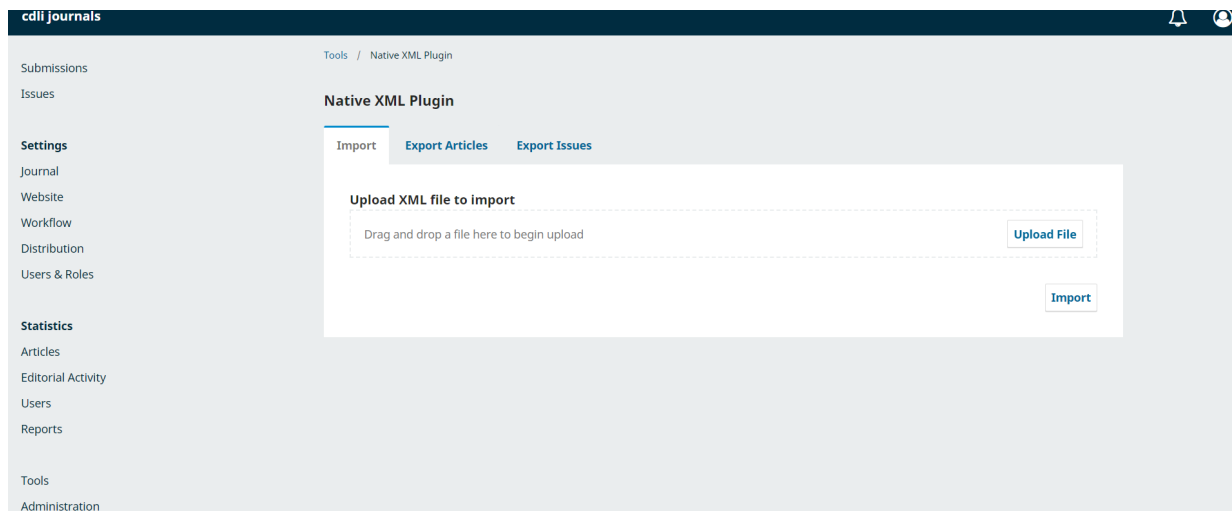 cdli journals
Submissions
Issues
Settings
Journal
Website
Workflow
Distribution
Users & Roles
Statistics
Articles
Editorial Activity
Users
Reports
Tools
Administration
Tools / Native XML Plugin
Native XML Plugin
Import Export Articles Export Issues
Upload XML file to import
Drag and drop a file here to begin upload Upload File
Import